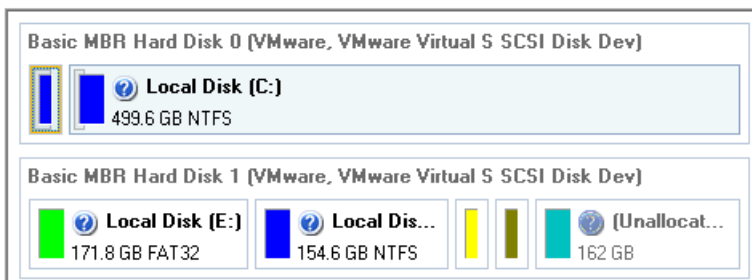 Basic MBR Hard Disk 0 (VMware, VMware Virtual S SCSI Disk Dev)
? Local Disk (C:)
499.6 GB NTFS
Basic MBR Hard Disk 1 (VMware, VMware Virtual S SCSI Disk Dev)
? Local Disk (E:) ? Local Dis... ? (Unallocat...
171.8 GB FAT32 154.6 GB NTFS 162 GB